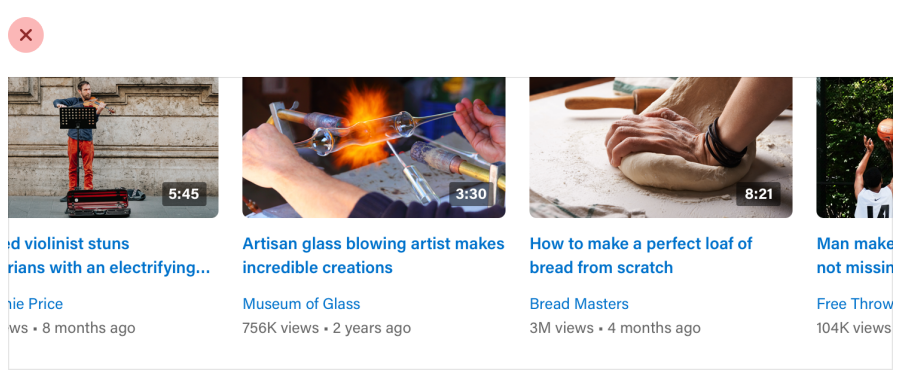 5:45
3:30
8:21
ed violinist stuns
rians with an electrifying...
Artisan glass blowing artist makes
incredible creations
How to make a perfect loaf of
bread from scratch
Man make
not missin
nie Price
Museum of Glass
Bread Masters
Free Throw
ws • 8 months ago
756K views • 2 years ago
3M views • 4 months ago
104K views